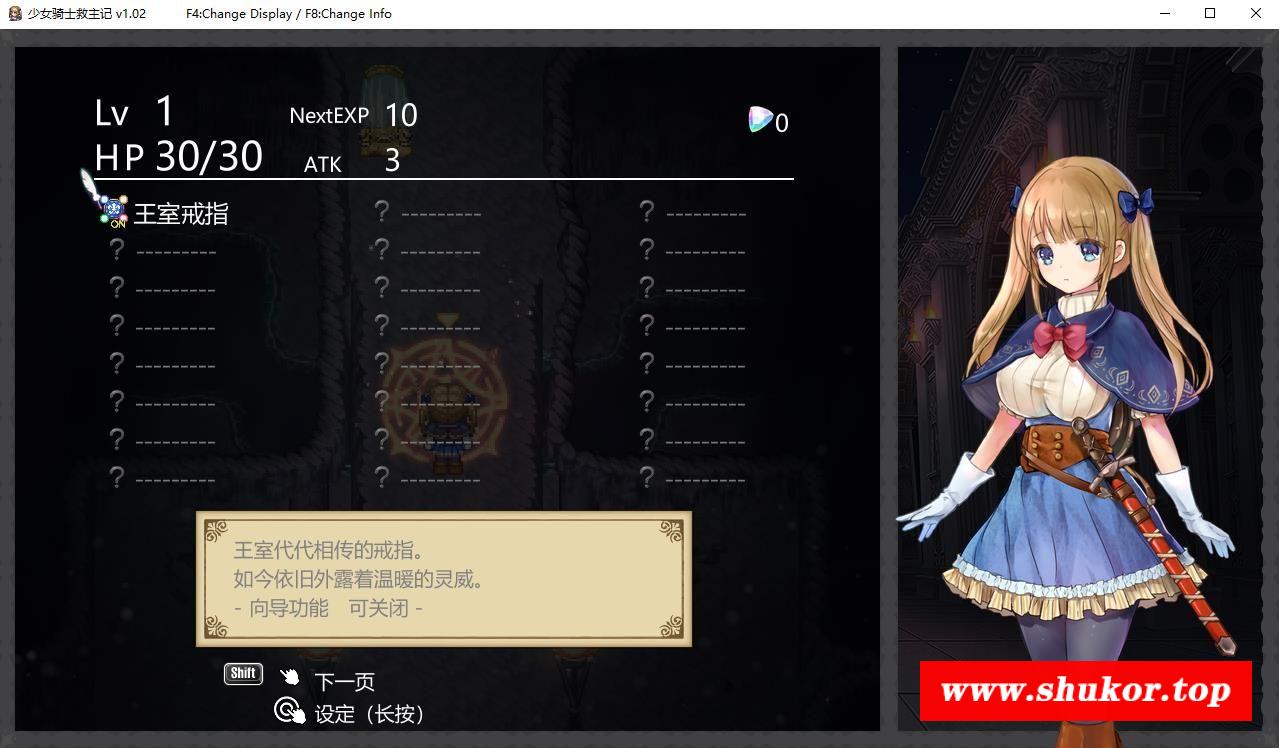 少女骑士救主记 v1.02 F4:Change Display / F8:Change Info
Lv 1 NextEXP 10 0
HP 30/30 ATK 3
ON 王室戒指 ? ---------- ? ----------
? ---------- ? ---------- ? ----------
? ---------- ? ---------- ? ----------
? ---------- ? ---------- ? ----------
? ---------- ? ---------- ? ----------
? ---------- ? ---------- ? ----------
? ---------- ? ---------- ? ----------
? ---------- ? ---------- ? ----------
王室代代相传的戒指。
如今依旧外露着温暖的灵威。
- 向导功能 可关闭 -
Shift 下一页
设定（长按）
www.shukor.top